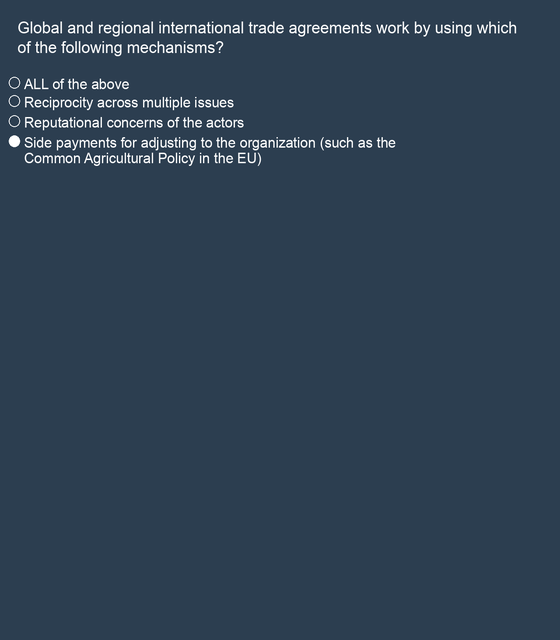 Global and regional international trade agreements work by using which
of the following mechanisms?
ALL of the above
Reciprocity across multiple issues
Reputational concerns of the actors
Side payments for adjusting to the organization (such as the
Common Agricultural Policy in the EU)